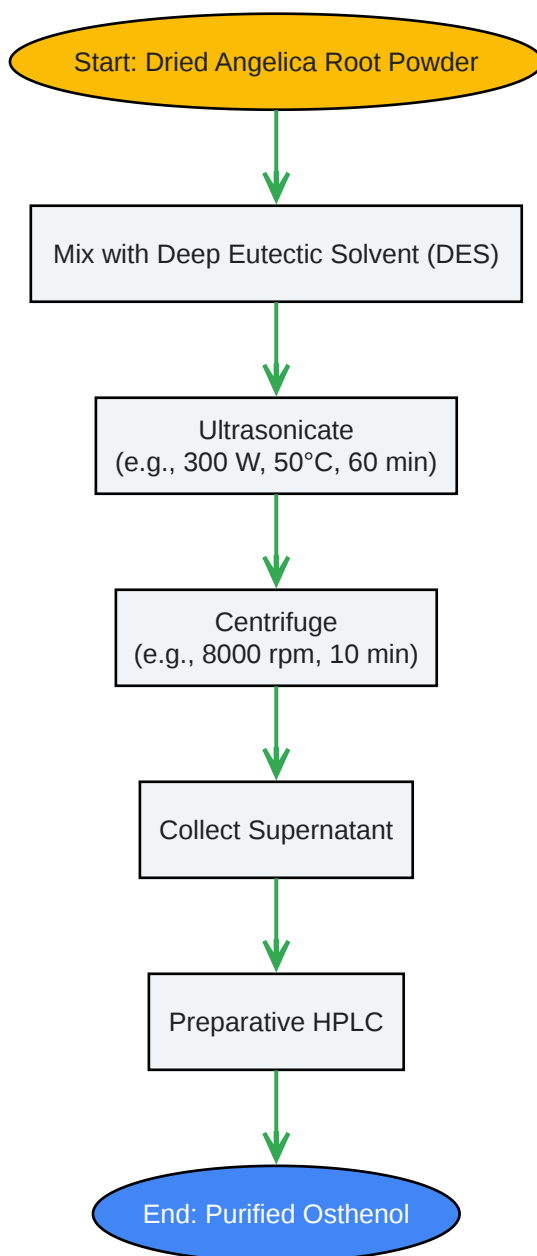 Start: Dried Angelica Root Powder
Mix with Deep Eutectic Solvent (DES)
Ultrasonicate
(e.g., 300 W, 50°C, 60 min)
Centrifuge
(e.g., 8000 rpm, 10 min)
Collect Supernatant
Preparative HPLC
End: Purified Osthenol